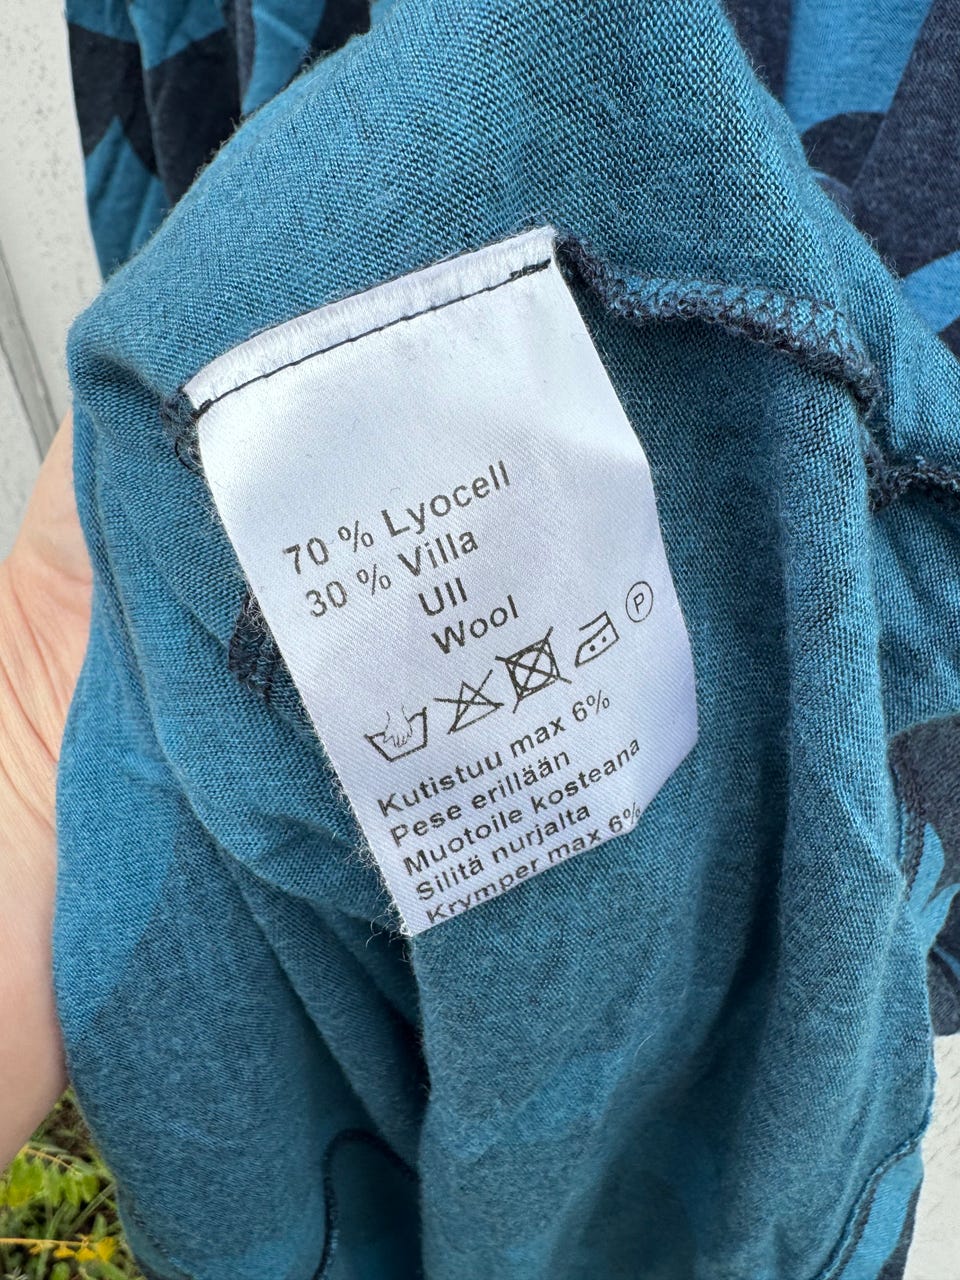 70 % Lyocell
30 % Villa
Ull
Wool
P
Kutistuu max 6%
Pese erillään
Muotoile kosteana
Silitä nurjalta
Krymper max 6%